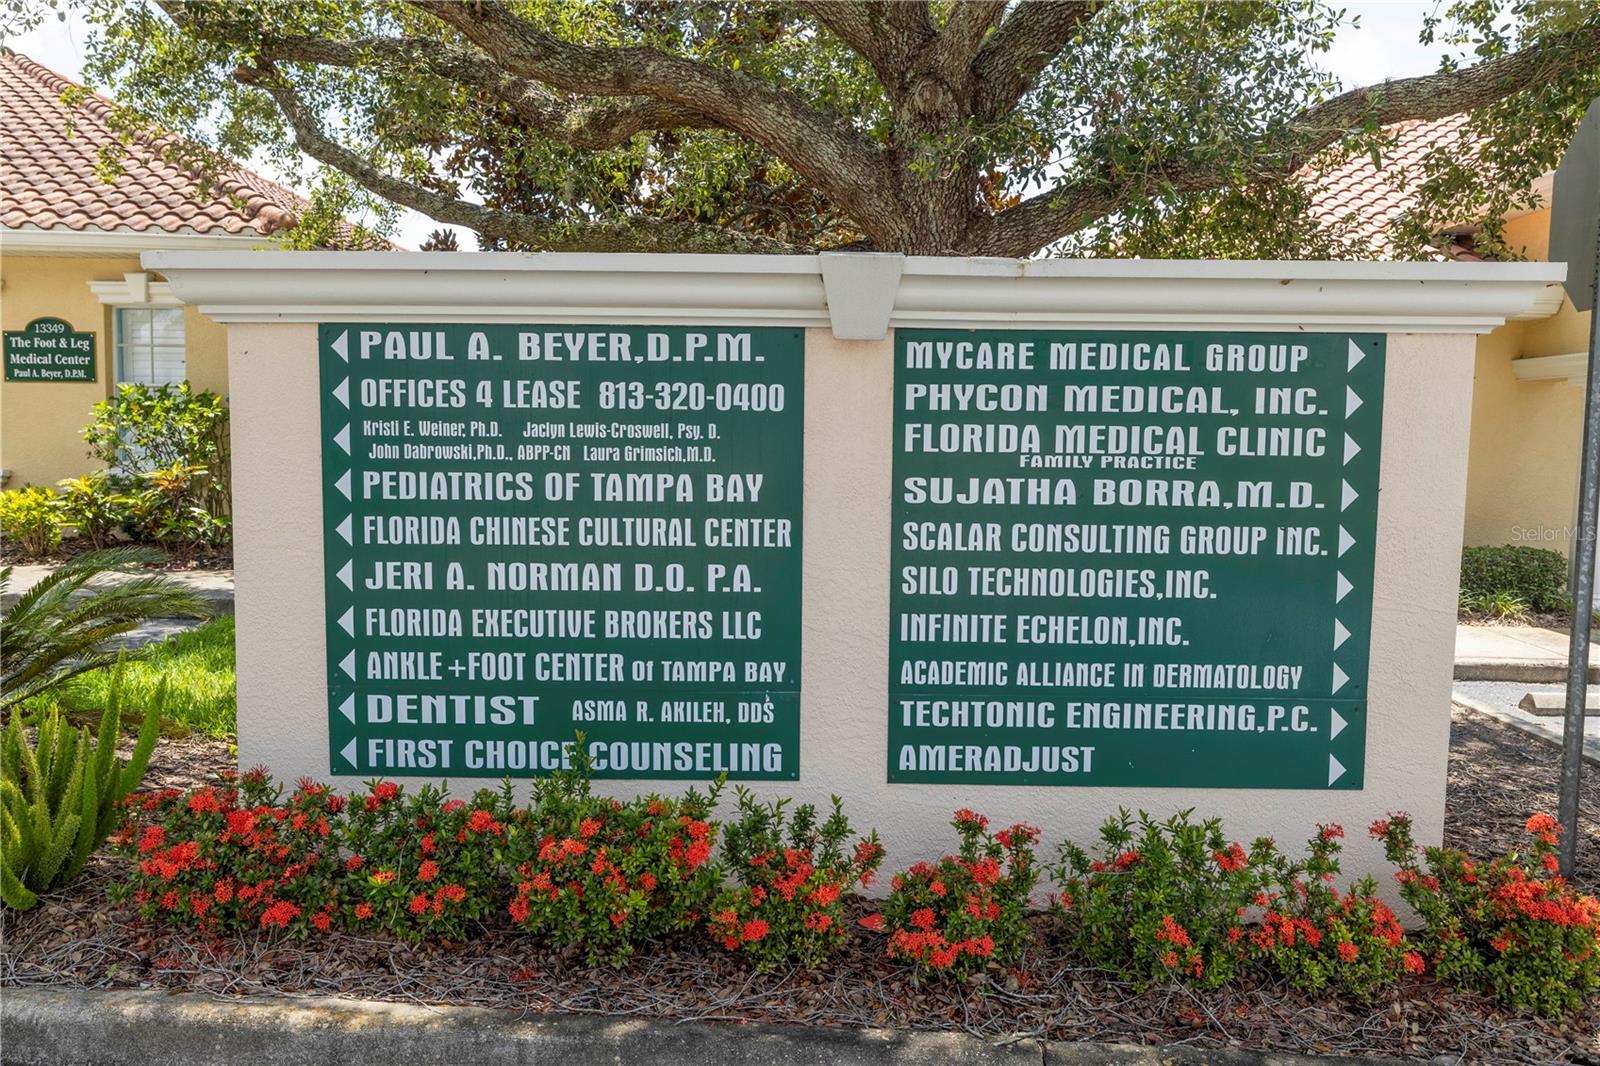 13349
The Foot & Leg
Medical Center
Paul A. Beyer, D.P.M.
PAUL A. BEYER,D.P.M.
OFFICES 4 LEASE 813-320-0400
Kristi E. Weiner, Ph.D. Jaclyn Lewis-Croswell, Psy. D.
John Dabrowski,Ph.D., ABPP-CN Laura Grimsich,M.D.
PEDIATRICS OF TAMPA BAY
FLORIDA CHINESE CULTURAL CENTER
JERI A. NORMAN D.O. P.A.
FLORIDA EXECUTIVE BROKERS LLC
ANKLE+FOOT CENTER of TAMPA BAY
DENTIST ASMA R. AKILEH, DDS
FIRST CHOICE COUNSELING
MYCARE MEDICAL GROUP
PHYCON MEDICAL, INC.
FLORIDA MEDICAL CLINIC
FAMILY PRACTICE
SUJATHA BORRA,M.D.
SCALAR CONSULTING GROUP INC.
SILO TECHNOLOGIES,INC.
INFINITE ECHELON,INC.
ACADEMIC ALLIANCE IN DERMATOLOGY
TECHTONIC ENGINEERING,P.C.
AMERADJUST
Stellar MLS